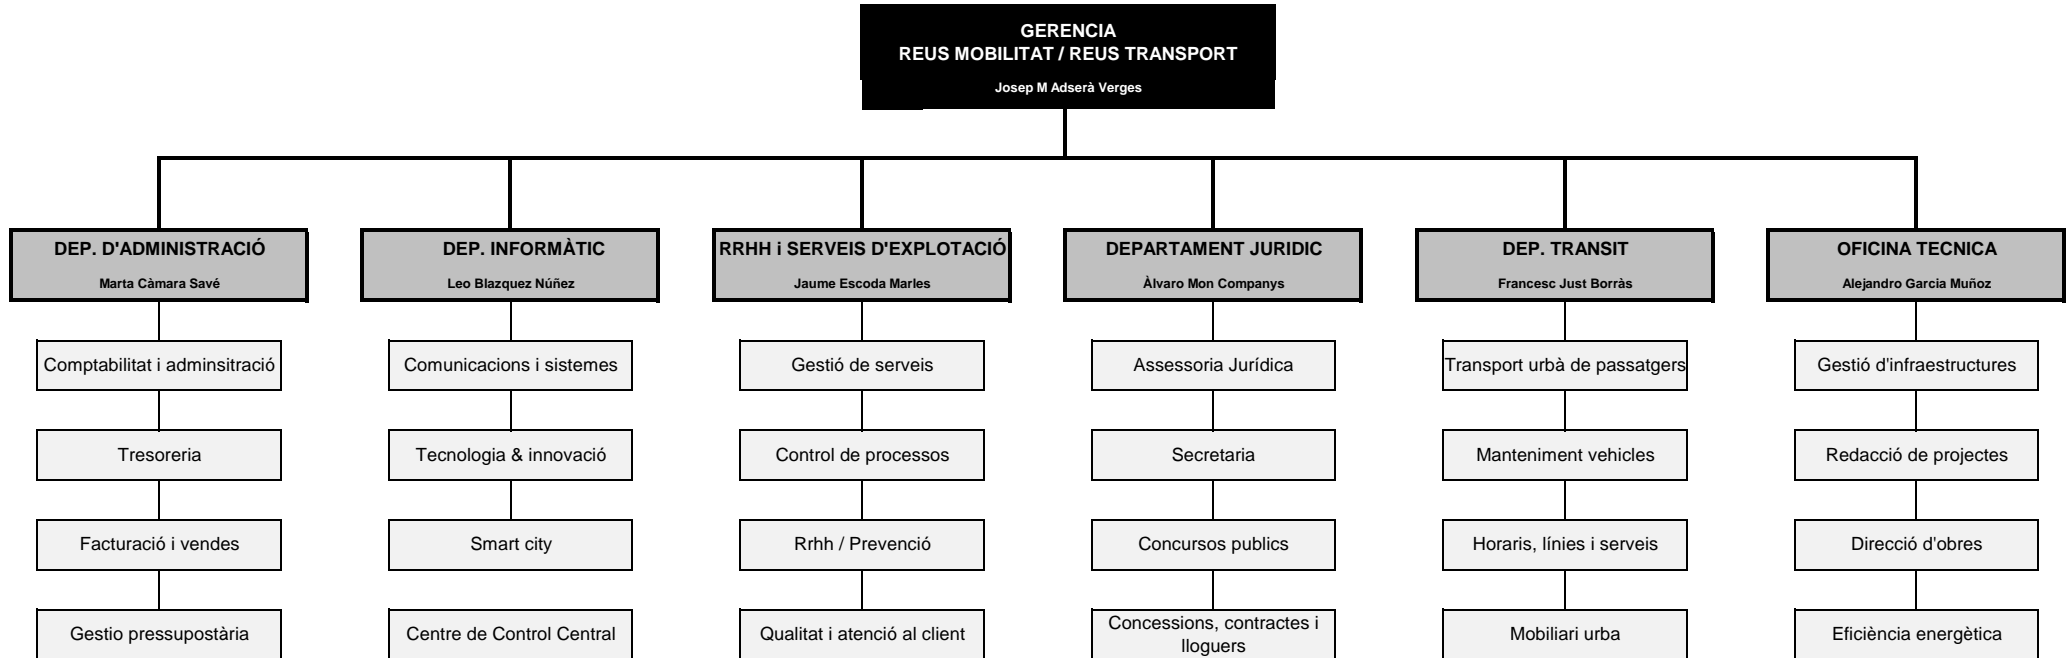 GERENCIA
REUS MOBILITAT / REUS TRANSPORT
Josep M Adserà Verges
DEP. D'ADMINISTRACIÓ
Marta Càmara Savé
DEP. INFORMÀTIC
Leo Blazquez Núñez
RRHH i SERVEIS D'EXPLOTACIÓ
Jaume Escoda Marles
DEPARTAMENT JURIDIC
Àlvaro Mon Companys
DEP. TRANSIT
Francesc Just Borràs
OFICINA TECNICA
Alejandro Garcia Muñoz
Comptabilitat i adminsitració
Comunicacions i sistemes
Gestió de serveis
Assessoria Jurídica
Transport urbà de passatgers
Gestió d'infraestructures
Tresoreria
Tecnologia & innovació
Control de processos
Secretaria
Manteniment vehicles
Redacció de projectes
Facturació i vendes
Smart city
Rrhh / Prevenció
Concursos publics
Horaris, línies i serveis
Direcció d'obres
Gestio pressupostària
Centre de Control Central
Qualitat i atenció al client
Concessions, contractes i
lloguers
Mobiliari urba
Eficiència energètica